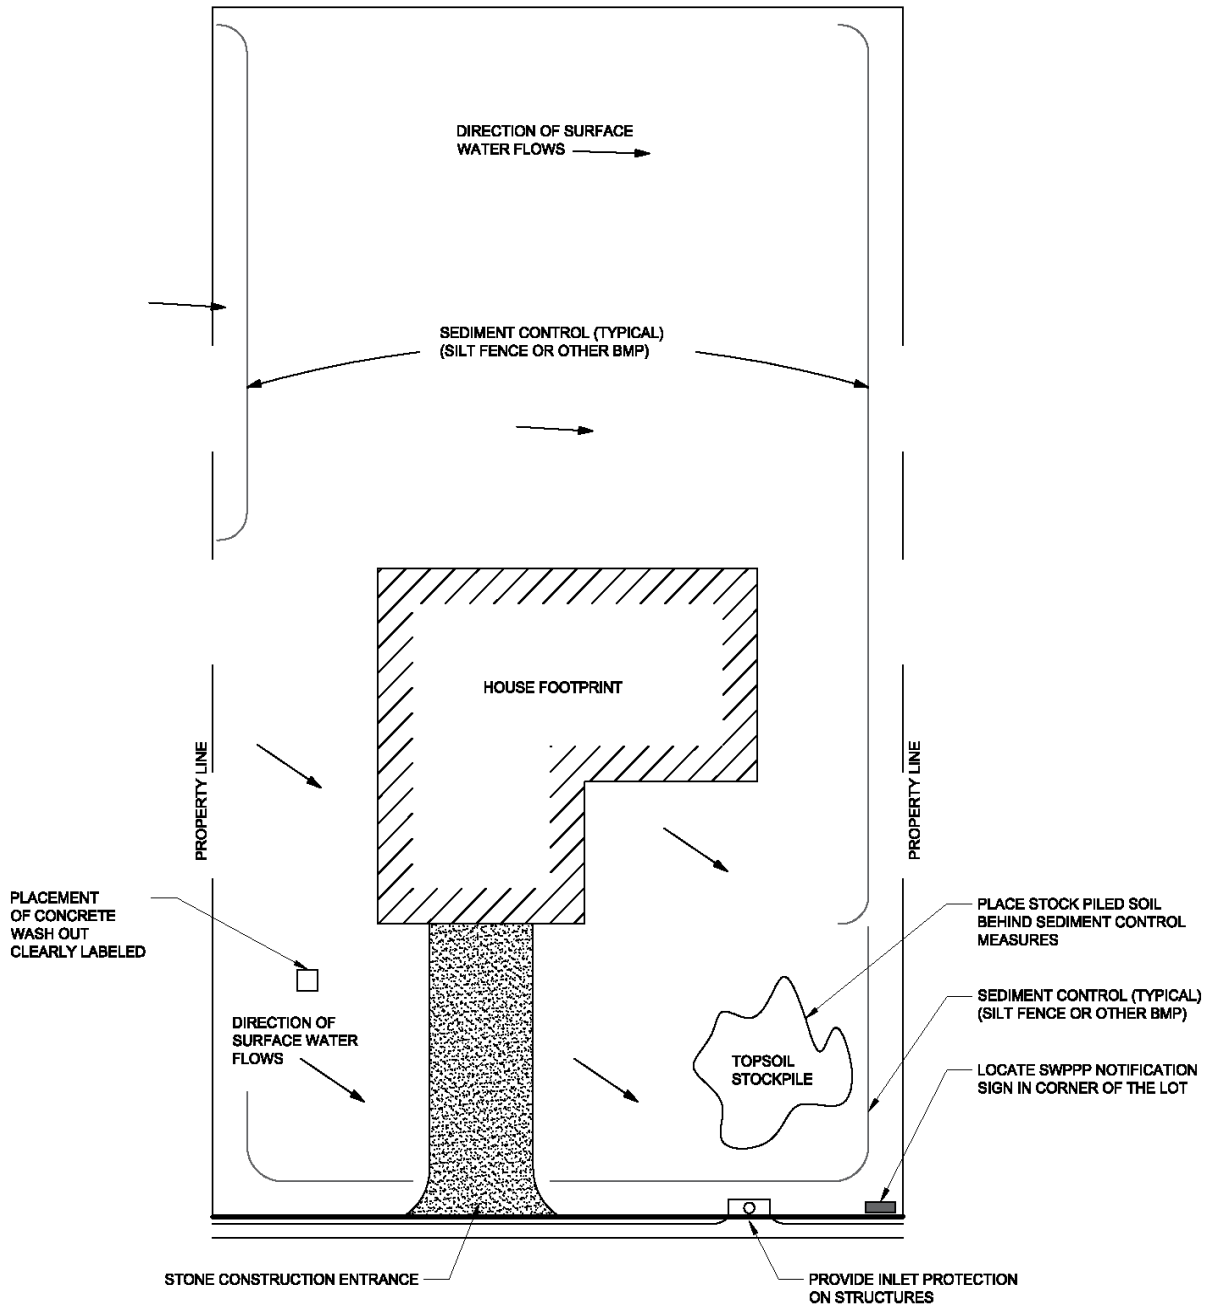 DIRECTION OF SURFACE
WATER FLOWS
SEDIMENT CONTROL (TYPICAL)
(SILT FENCE OR OTHER BMP)
HOUSE FOOTPRINT
PROPERTY LINE
PROPERTY LINE
PLACEMENT
OF CONCRETE
WASH OUT
CLEARLY LABELED
PLACE STOCK PILED SOIL
BEHIND SEDIMENT CONTROL
MEASURES
SEDIMENT CONTROL (TYPICAL)
(SILT FENCE OR OTHER BMP)
DIRECTION OF
SURFACE WATER
FLOWS
TOPSOIL
STOCKPILE
LOCATE SWPPP NOTIFICATION
SIGN IN CORNER OF THE LOT
STONE CONSTRUCTION ENTRANCE
PROVIDE INLET PROTECTION
ON STRUCTURES